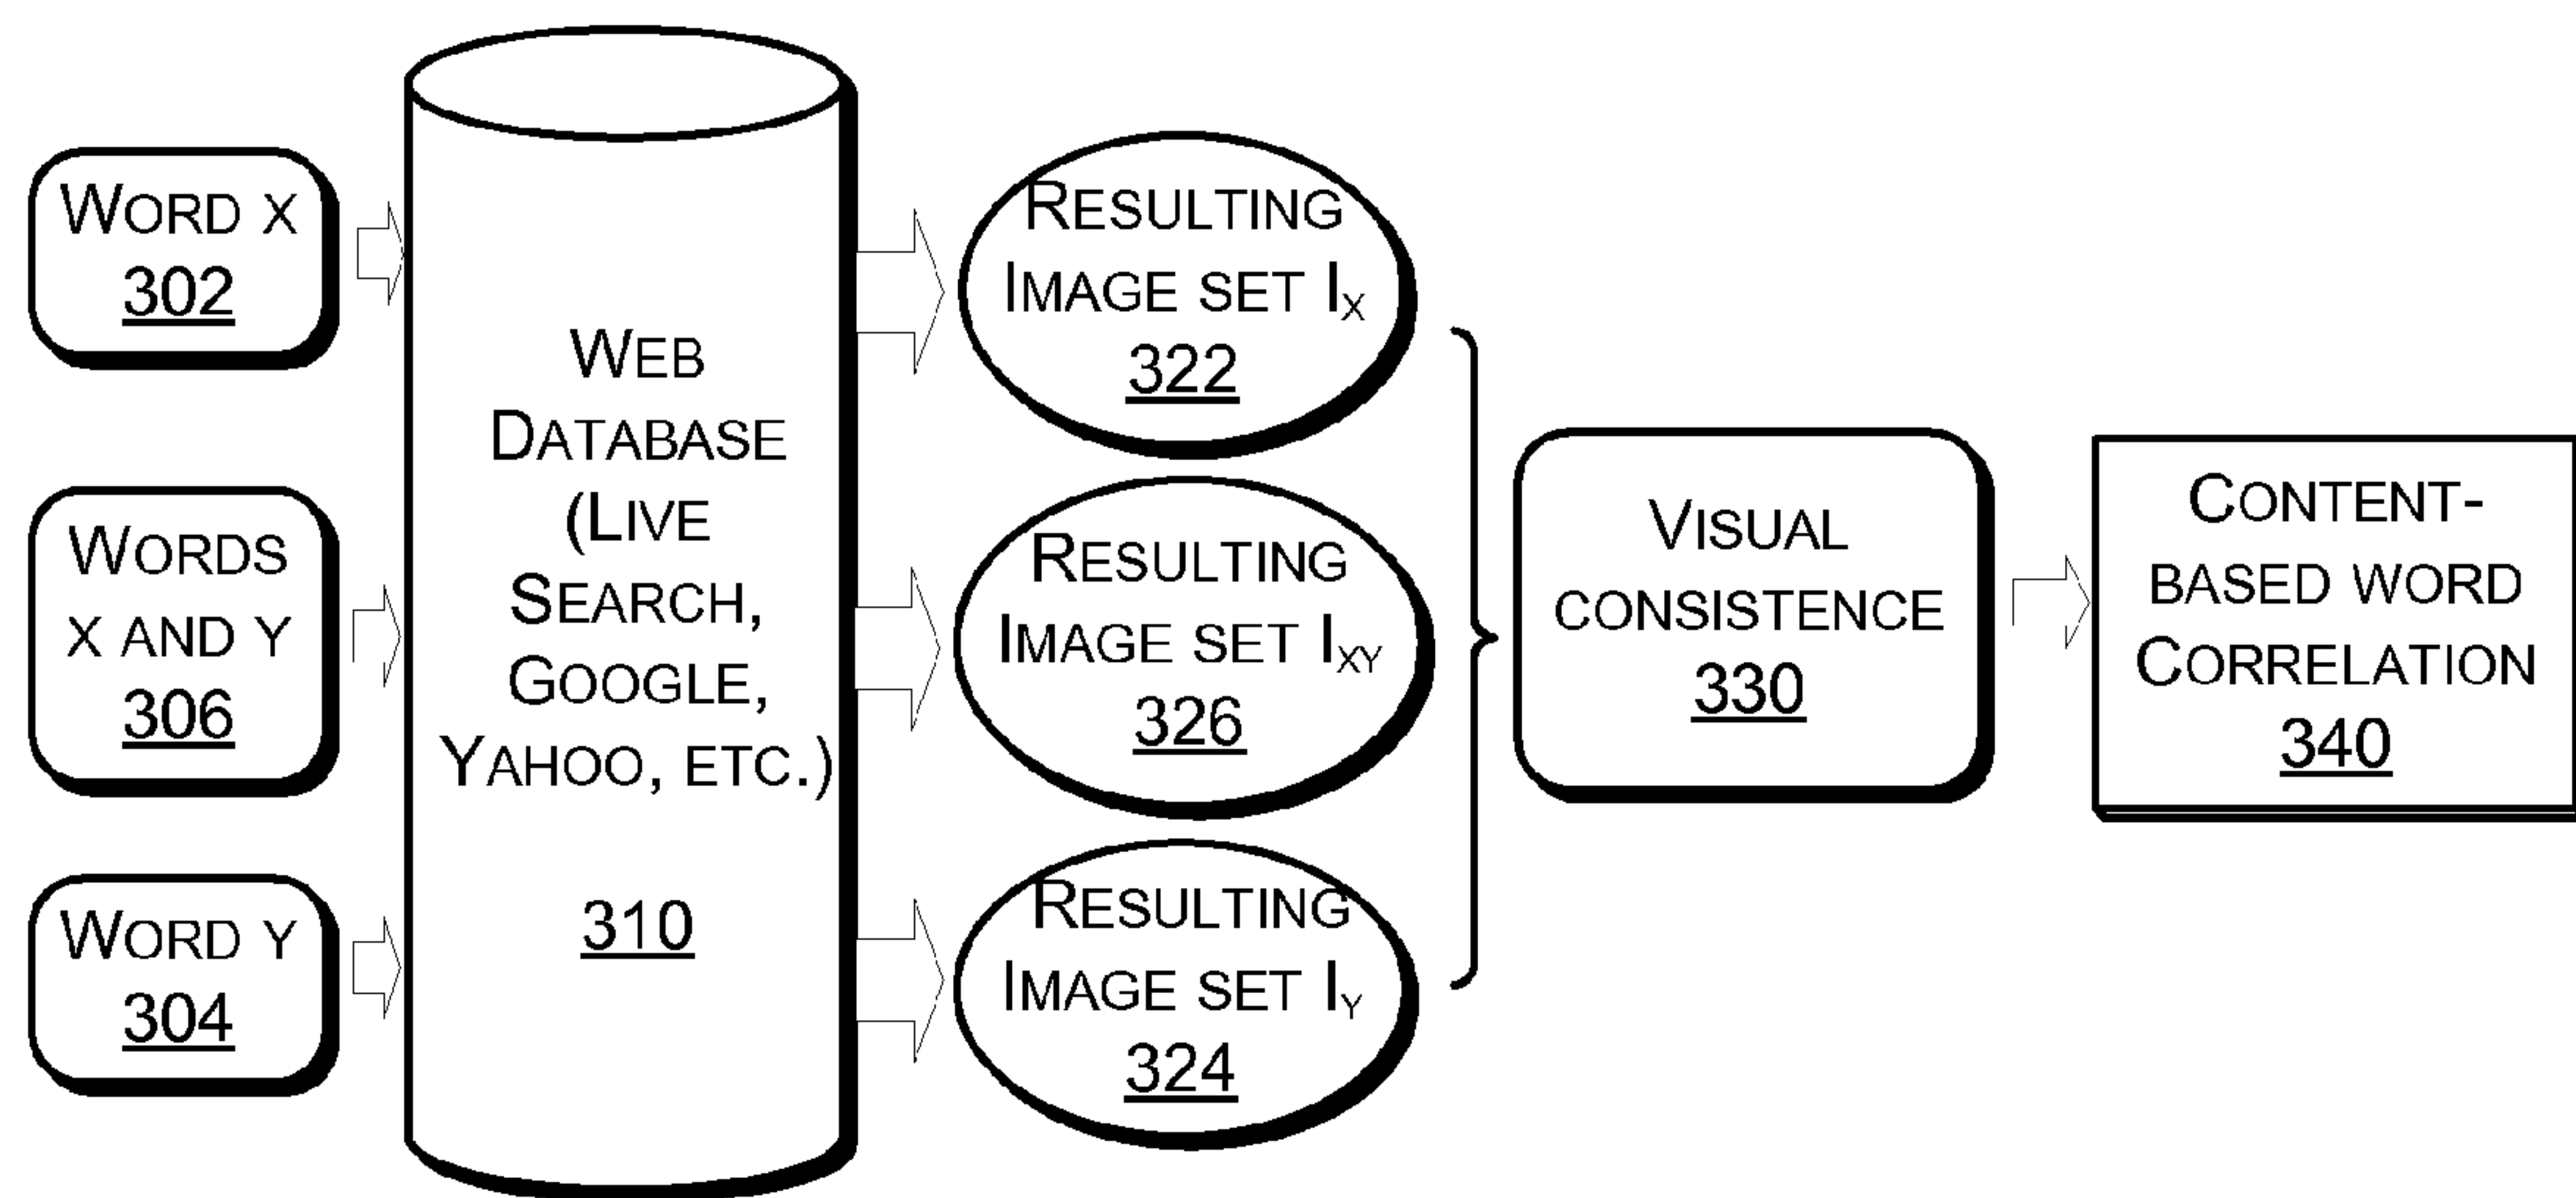 WORD X
302
WORDS
X AND Y
306
WORD Y
304
WEB
DATABASE
(LIVE
SEARCH,
GOOGLE,
YAHOO, ETC.)
310
RESULTING
IMAGE SET IX
322
RESULTING
IMAGE SET IXY
326
RESULTING
IMAGE SET IY
324
VISUAL
CONSISTENCE
330
CONTENT-
BASED WORD
CORRELATION
340